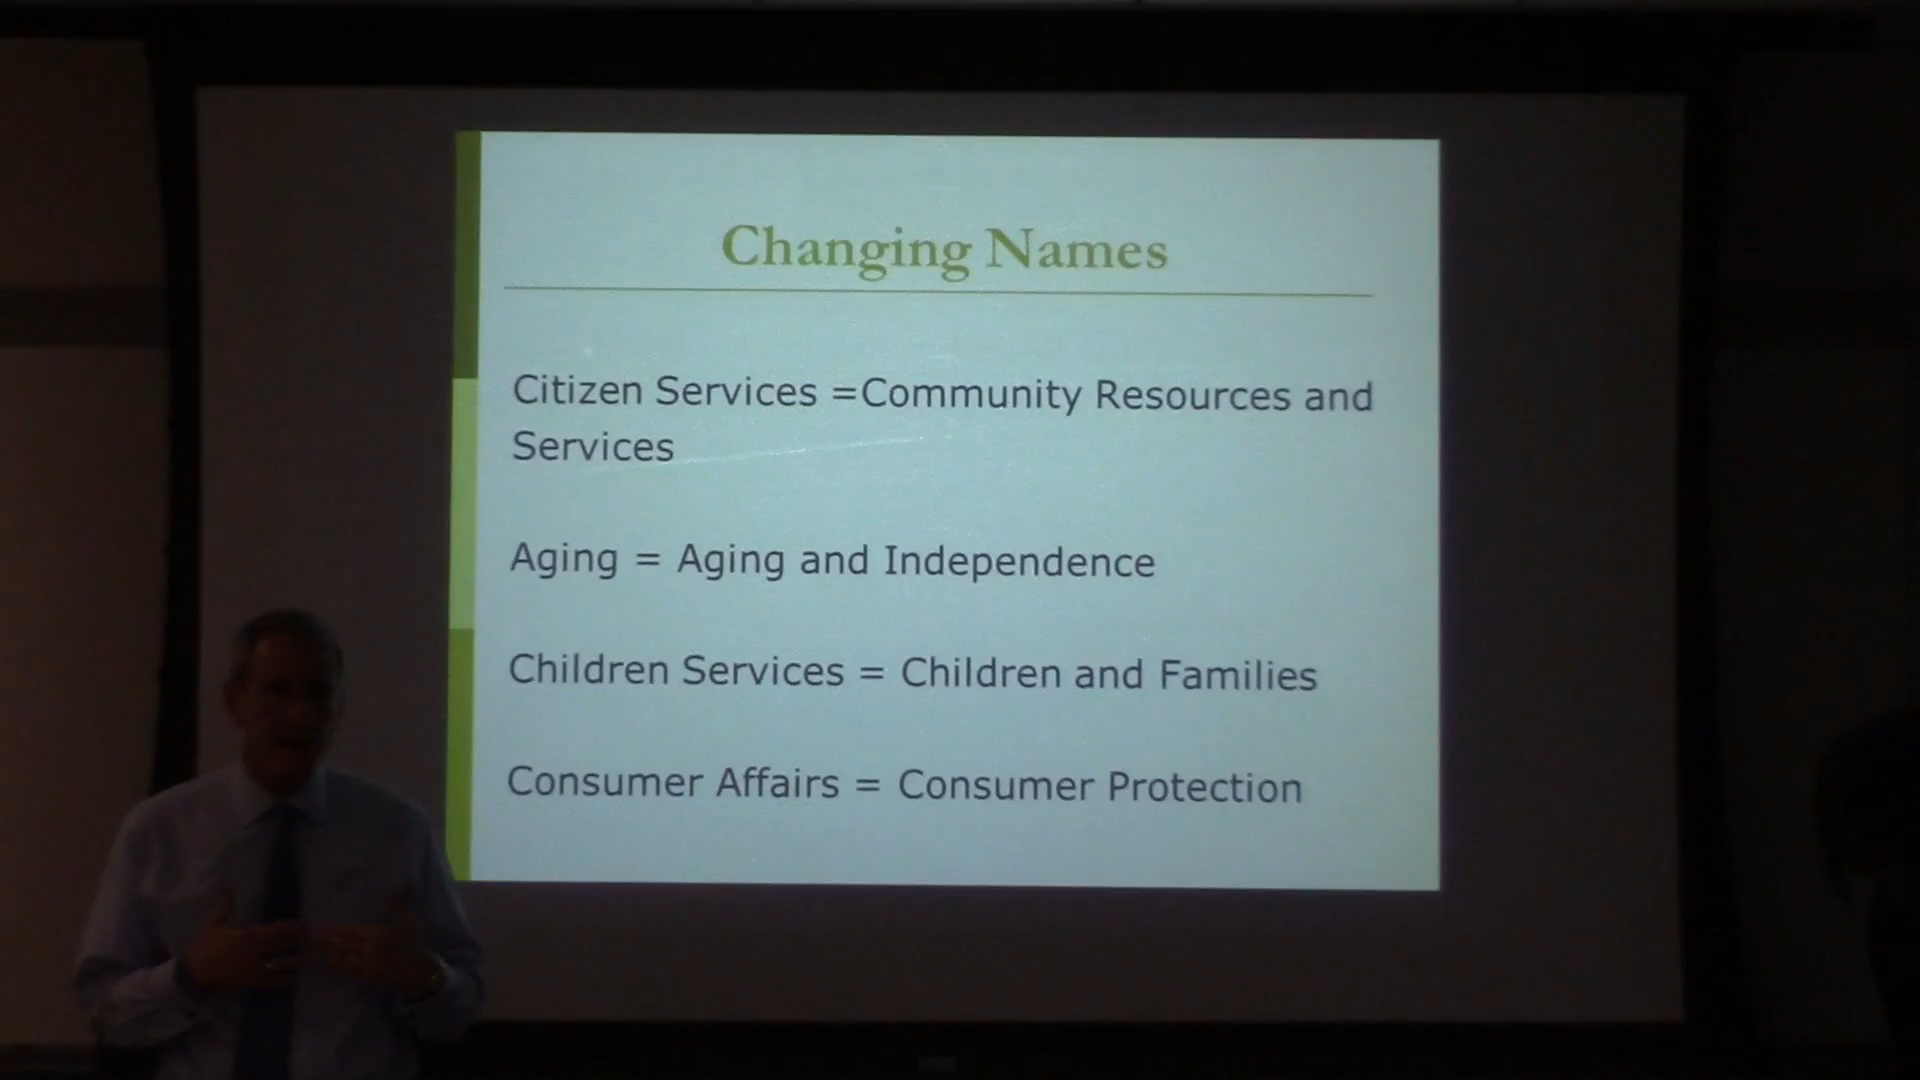 Changing Names
Citizen Services =Community Resources and
Services
Aging = Aging and Independence
Children Services = Children and Families
Consumer Affairs = Consumer Protection